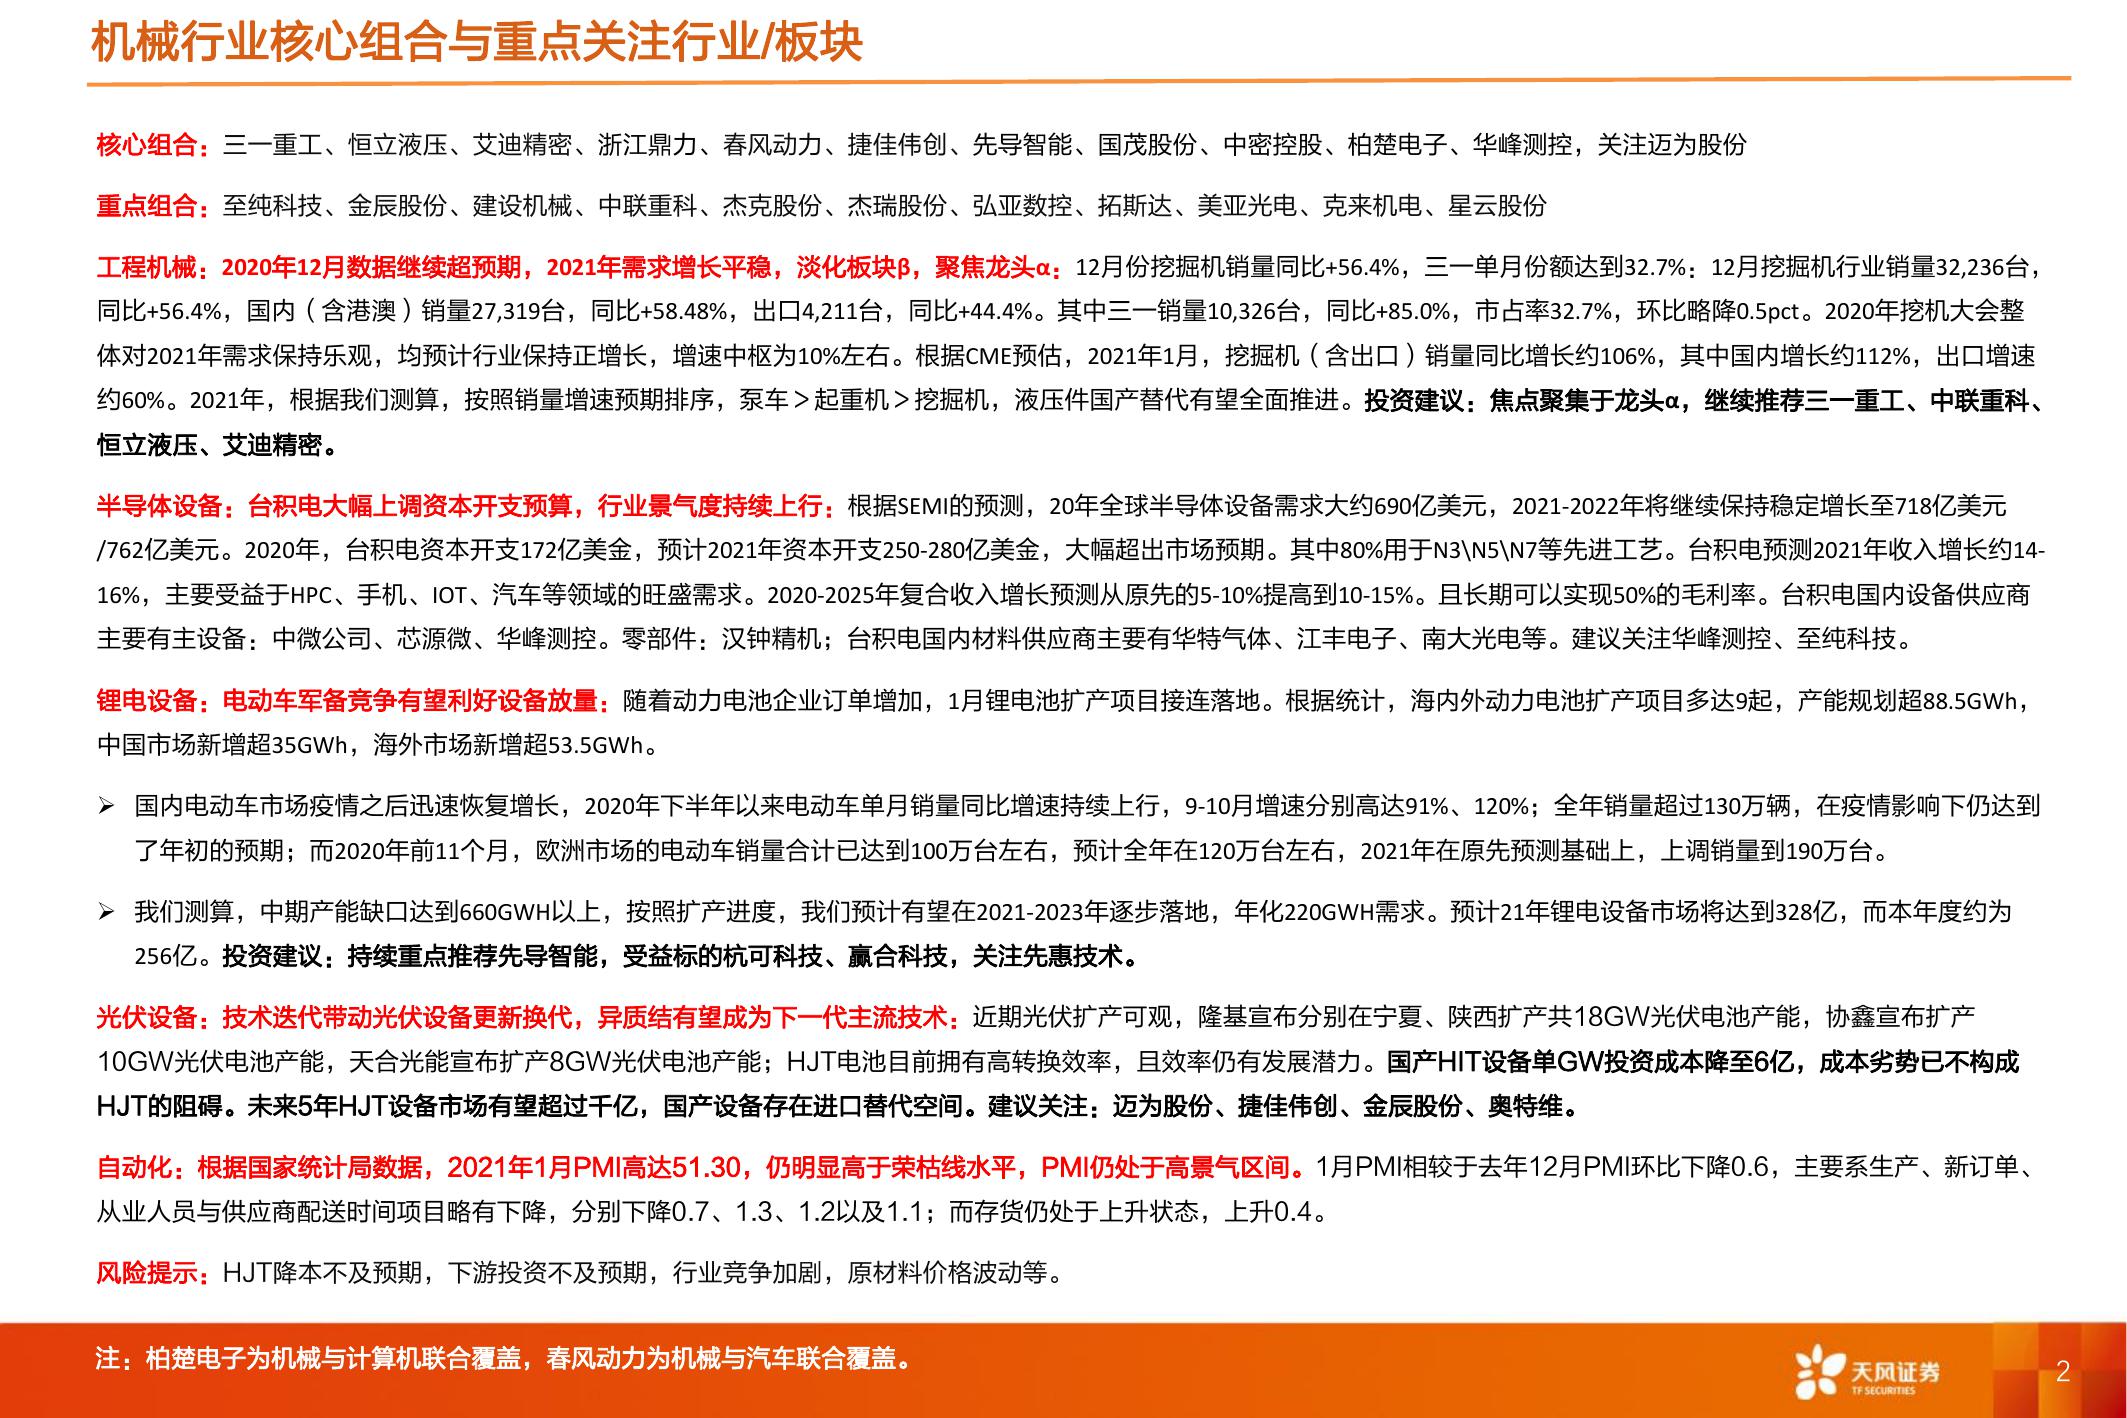 机械行业核心组合与重点关注行业/板块
核心组合：三一重工、恒立液压、艾迪精密、浙江鼎力、春风动力、捷佳伟创、先导智能、国茂股份、中密控股、柏楚电子、华峰测控，关注迈为股份
重点组合：至纯科技、金辰股份、建设机械、中联重科、杰克股份、杰瑞股份、弘亚数控、拓斯达、美亚光电、克来机电、星云股份
工程机械：2020年12月数据继续超预期，2021年需求增长平稳，淡化板块β，聚焦龙头α：12月份挖掘机销量同比+56.4%，三一单月份额达到32.7%：12月挖掘机行业销量32,236台，
同比+56.4%，国内（含港澳）销量27,319台，同比+58.48%，出口4,211台，同比+44.4%。其中三一销量10,326台，同比+85.0%，市占率32.7%，环比略降0.5pct。2020年挖机大会整
体对2021年需求保持乐观，均预计行业保持正增长，增速中枢为10%左右。根据CME预估，2021年1月，挖掘机（含出口）销量同比增长约106%，其中国内增长约112%，出口增速
约60%。2021年，根据我们测算，按照销量增速预期排序，泵车＞起重机＞挖掘机，液压件国产替代有望全面推进。投资建议：焦点聚集于龙头α，继续推荐三一重工、中联重科、
恒立液压、艾迪精密。
半导体设备：台积电大幅上调资本开支预算，行业景气度持续上行：根据SEMI的预测，20年全球半导体设备需求大约690亿美元，2021-2022年将继续保持稳定增长至718亿美元
/762亿美元。2020年，台积电资本开支172亿美金，预计2021年资本开支250-280亿美金，大幅超出市场预期。其中80%用于N3\N5\N7等先进工艺。台积电预测2021年收入增长约14-
16%，主要受益于HPC、手机、IOT、汽车等领域的旺盛需求。2020-2025年复合收入增长预测从原先的5-10%提高到10-15%。且长期可以实现50%的毛利率。台积电国内设备供应商
主要有主设备：中微公司、芯源微、华峰测控。零部件：汉钟精机；台积电国内材料供应商主要有华特气体、江丰电子、南大光电等。建议关注华峰测控、至纯科技。
锂电设备：电动车军备竞争有望利好设备放量：随着动力电池企业订单增加，1月锂电池扩产项目接连落地。根据统计，海内外动力电池扩产项目多达9起，产能规划超88.5GWh，
中国市场新增超35GWh，海外市场新增超53.5GWh。
➢ 国内电动车市场疫情之后迅速恢复增长，2020年下半年以来电动车单月销量同比增速持续上行，9-10月增速分别高达91%、120%；全年销量超过130万辆，在疫情影响下仍达到
了年初的预期；而2020年前11个月，欧洲市场的电动车销量合计已达到100万台左右，预计全年在120万台左右，2021年在原先预测基础上，上调销量到190万台。
➢ 我们测算，中期产能缺口达到660GWH以上，按照扩产进度，我们预计有望在2021-2023年逐步落地，年化220GWH需求。预计21年锂电设备市场将达到328亿，而本年度约为
256亿。投资建议：持续重点推荐先导智能，受益标的杭可科技、赢合科技，关注先惠技术。
光伏设备：技术迭代带动光伏设备更新换代，异质结有望成为下一代主流技术：近期光伏扩产可观，隆基宣布分别在宁夏、陕西扩产共18GW光伏电池产能，协鑫宣布扩产
10GW光伏电池产能，天合光能宣布扩产8GW光伏电池产能；HJT电池目前拥有高转换效率，且效率仍有发展潜力。国产HIT设备单GW投资成本降至6亿，成本劣势已不构成
HJT的阻碍。未来5年HJT设备市场有望超过千亿，国产设备存在进口替代空间。建议关注：迈为股份、捷佳伟创、金辰股份、奥特维。
自动化：根据国家统计局数据，2021年1月PMI高达51.30，仍明显高于荣枯线水平，PMI仍处于高景气区间。1月PMI相较于去年12月PMI环比下降0.6，主要系生产、新订单、
从业人员与供应商配送时间项目略有下降，分别下降0.7、1.3、1.2以及1.1；而存货仍处于上升状态，上升0.4。
风险提示：HJT降本不及预期，下游投资不及预期，行业竞争加剧，原材料价格波动等。
注：柏楚电子为机械与计算机联合覆盖，春风动力为机械与汽车联合覆盖。
天风证券
TF SECURITIES
2